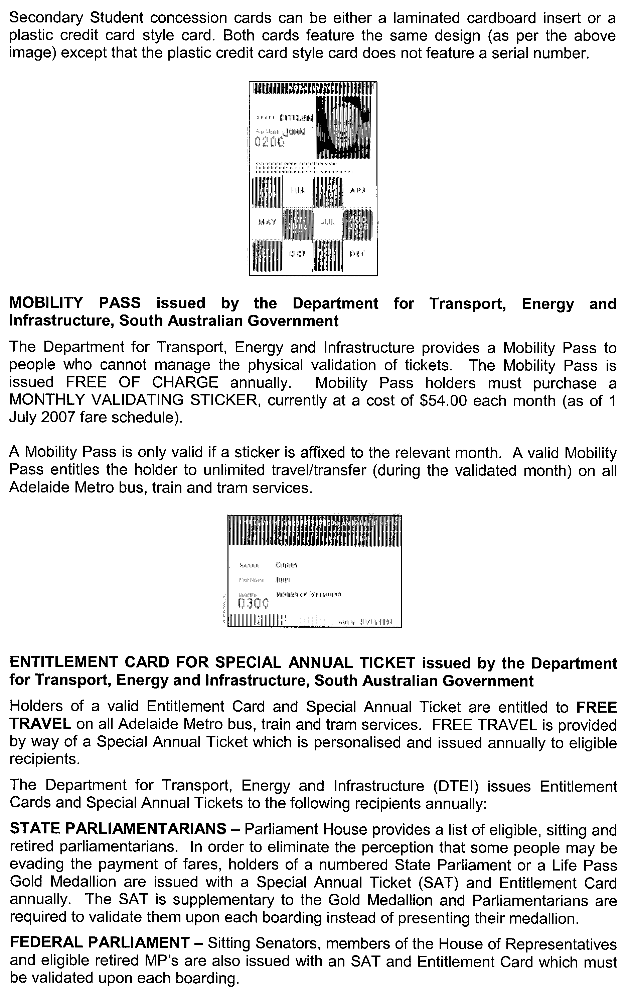 Secondary Student concession cards can be either a laminated cardboard insert or a
plastic credit card style card. Both cards feature the same design (as per the above
image) except that the plastic credit card style card does not feature a serial number.
MOBILITY PASS
CITIZEN
JOHN
0200
JAN 2008 FEB MAR 2008 APR
MAY JUN 2008 JUL AUG 2008
SEP 2008 OCT NOV 2008 DEC
MOBILITY PASS issued by the Department for Transport, Energy and
Infrastructure, South Australian Government
The Department for Transport, Energy and Infrastructure provides a Mobility Pass to
people who cannot manage the physical validation of tickets. The Mobility Pass is
issued FREE OF CHARGE annually. Mobility Pass holders must purchase a
MONTHLY VALIDATING STICKER, currently at a cost of $54.00 each month (as of 1
July 2007 fare schedule).
A Mobility Pass is only valid if a sticker is affixed to the relevant month. A valid Mobility
Pass entitles the holder to unlimited travel/transfer (during the validated month) on all
Adelaide Metro bus, train and tram services.
ENTITLEMENT CARD FOR SPECIAL ANNUAL TICKET
BUS TRAIN TRAM TRAVEL
Surname CITIZEN
First Name JOHN
MEMBER OF PARLIAMENT
0300
ENTITLEMENT CARD FOR SPECIAL ANNUAL TICKET issued by the Department
for Transport, Energy and Infrastructure, South Australian Government
Holders of a valid Entitlement Card and Special Annual Ticket are entitled to FREE
TRAVEL on all Adelaide Metro bus, train and tram services. FREE TRAVEL is provided
by way of a Special Annual Ticket which is personalised and issued annually to eligible
recipients.
The Department for Transport, Energy and Infrastructure (DTEI) issues Entitlement
Cards and Special Annual Tickets to the following recipients annually:
STATE PARLIAMENTARIANS – Parliament House provides a list of eligible, sitting and
retired parliamentarians. In order to eliminate the perception that some people may be
evading the payment of fares, holders of a numbered State Parliament or a Life Pass
Gold Medallion are issued with a Special Annual Ticket (SAT) and Entitlement Card
annually. The SAT is supplementary to the Gold Medallion and Parliamentarians are
required to validate them upon each boarding instead of presenting their medallion.
FEDERAL PARLIAMENT – Sitting Senators, members of the House of Representatives
and eligible retired MP's are also issued with an SAT and Entitlement Card which must
be validated upon each boarding.